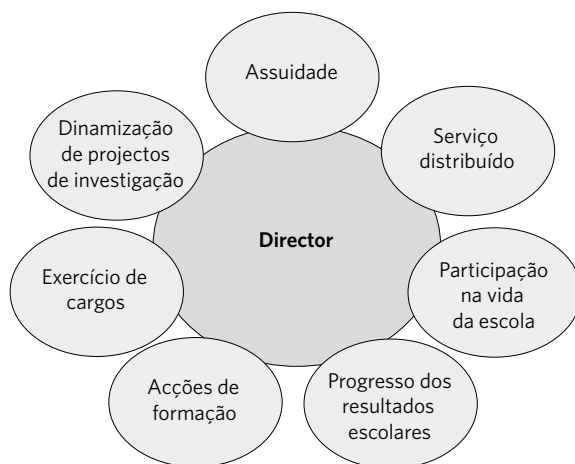 Assuidade
Serviço
distribuído
Participação
na vida
da escola
Progresso dos
resultados
escolares
Acções de
formação
Exercício de
cargos
Dinamização
de projectos
de investigação
Director